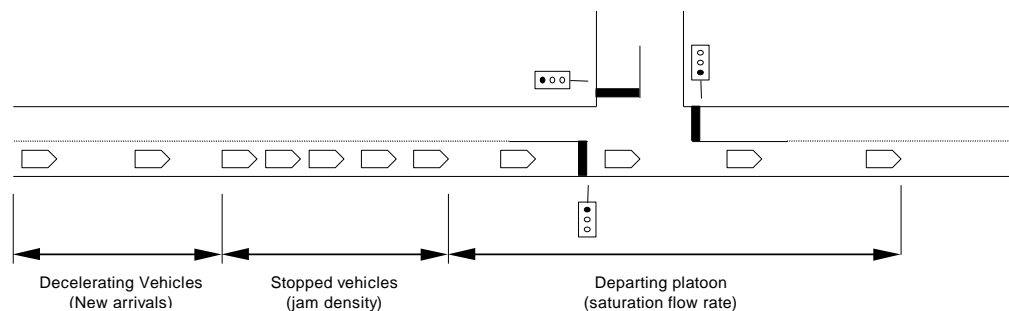 Decelerating Vehicles
(New arrivals)
Stopped vehicles
(jam density)
Departing platoon
(saturation flow rate)